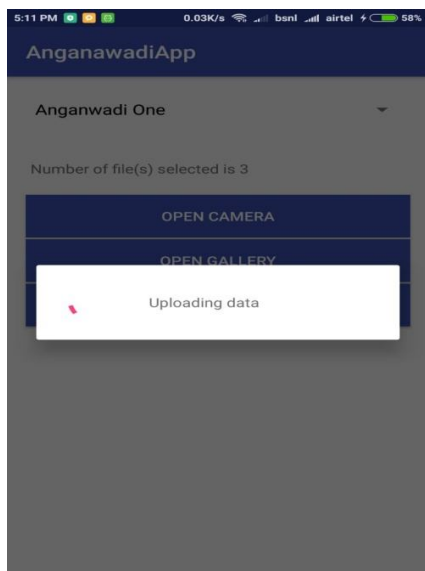 5:11 PM 0.03K/s bsnl airtel 58%
AnganawadiApp
Anganwadi One
Number of file(s) selected is 3
OPEN CAMERA
OPEN GALLERY
Uploading data